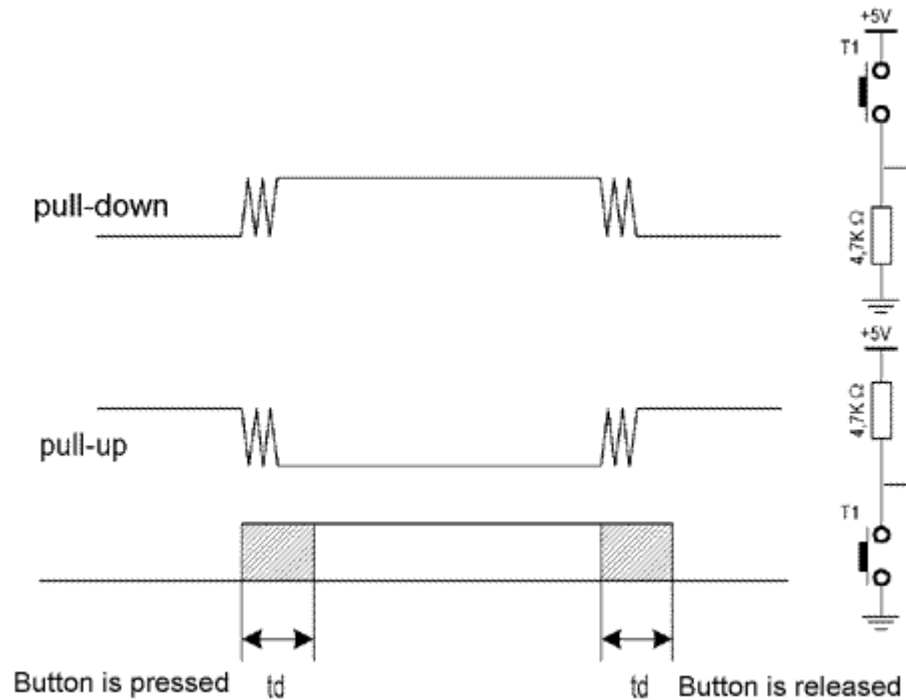 +5V
T1
pull-down
4,7K Ω
+5V
4,7K Ω
pull-up
T1
Button is pressed td td Button is released